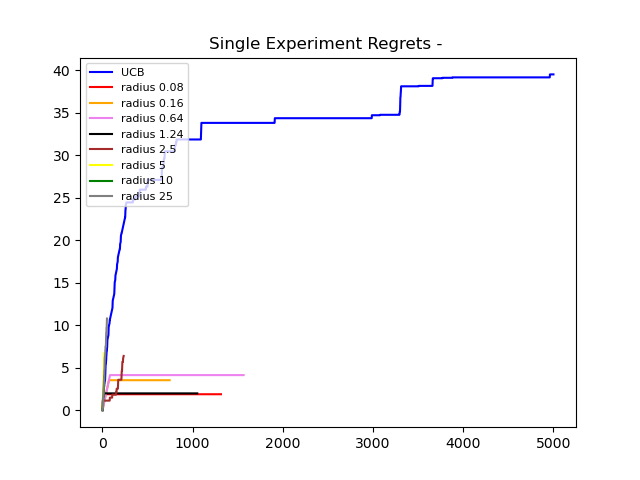 Single Experiment Regrets -
40
35
30
25
20
15
10
5
0
UCB
radius 0.08
radius 0.16
radius 0.64
radius 1.24
radius 2.5
radius 5
radius 10
radius 25
0 1000 2000 3000 4000 5000